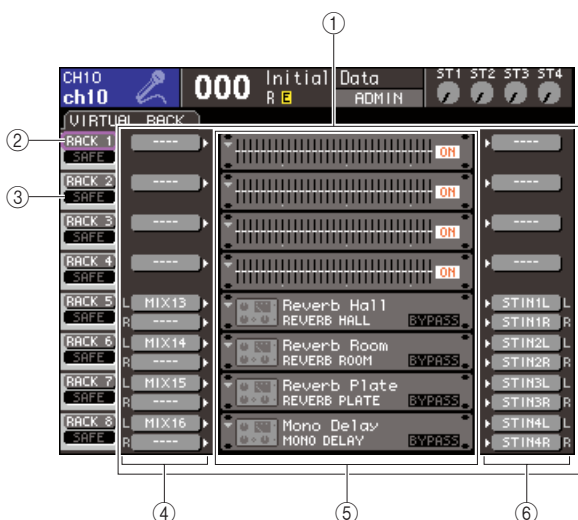 ①
CH10
ch10
000
Initial Data
R E ADMIN
ST1 ST2 ST3 ST4
VIRTUAL RACK
②
RACK 1
SAFE
----
ON
----
③
RACK 2
SAFE
----
ON
----
RACK 3
SAFE
----
ON
----
RACK 4
SAFE
----
ON
----
RACK 5
SAFE
L MIX13
R ----
Reverb Hall
REVERB HALL BYPASS
STIN1L L
STIN1R R
RACK 6
SAFE
L MIX14
R ----
Reverb Room
REVERB ROOM BYPASS
STIN2L L
STIN2R R
RACK 7
SAFE
L MIX15
R ----
Reverb Plate
REVERB PLATE BYPASS
STIN3L L
STIN3R R
RACK 8
SAFE
L MIX16
R ----
Mono Delay
MONO DELAY BYPASS
STIN4L L
STIN4R R
④ ⑤ ⑥